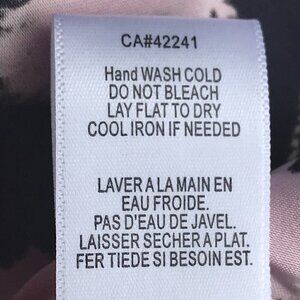 CA#42241
Hand WASH COLD
DO NOT BLEACH
LAY FLAT TO DRY
COOL IRON IF NEEDED
LAVER A LA MAIN EN
EAU FROIDE.
PAS D'EAU DE JAVEL.
LAISSER SECHER A PLAT.
FER TIEDE SI BESOIN EST.